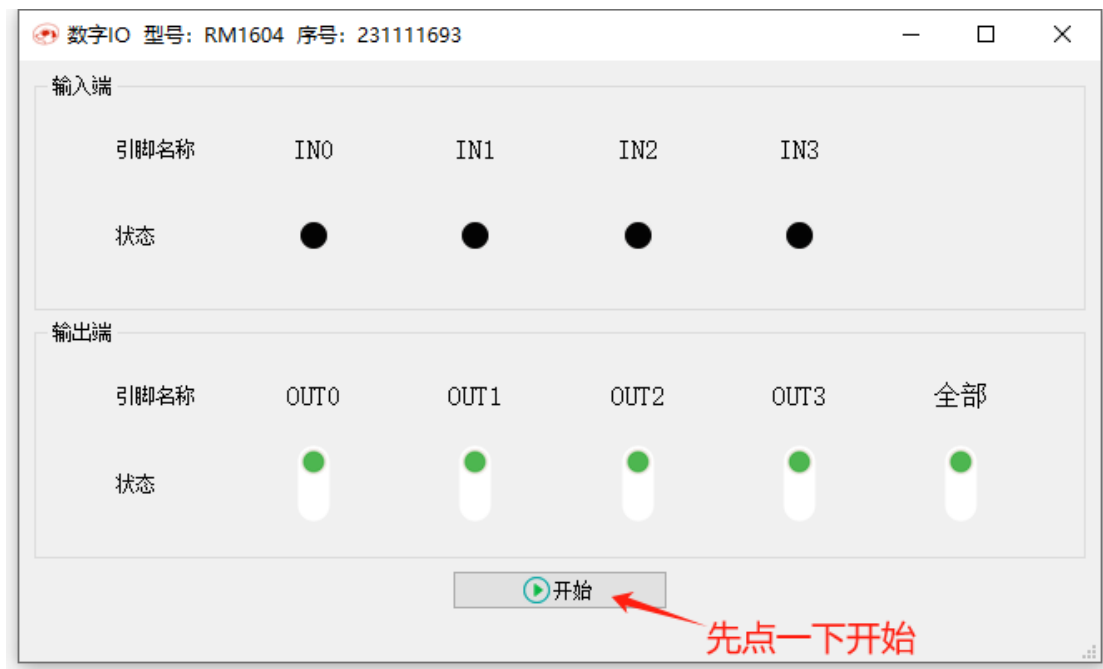 数字IO 型号：RM1604 序号：231111693
输入端
引脚名称 IN0 IN1 IN2 IN3
状态
输出端
引脚名称 OUT0 OUT1 OUT2 OUT3 全部
状态
开始
先点一下开始